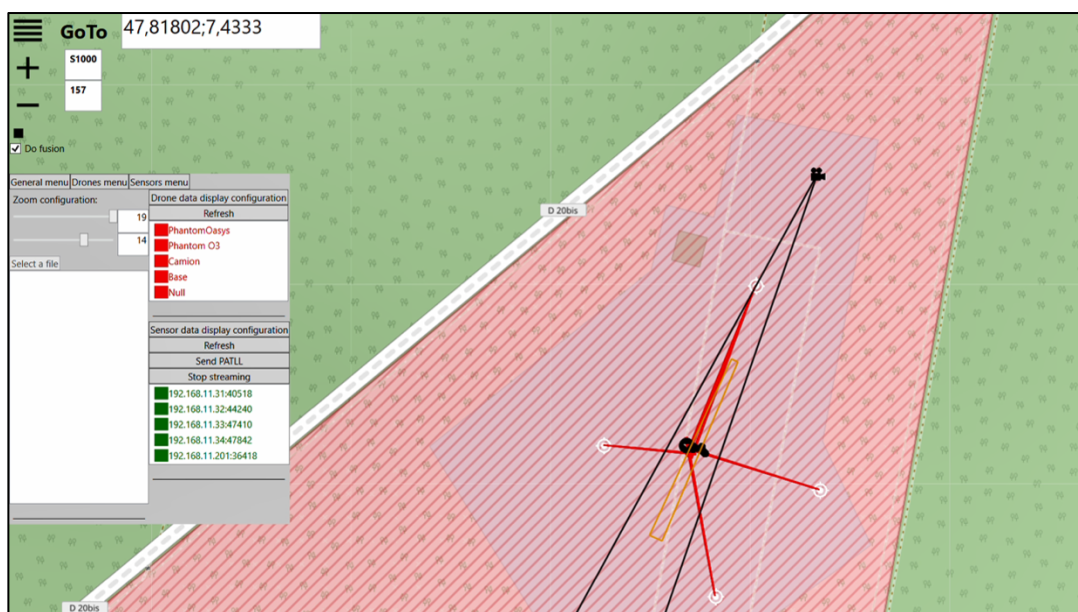 GoTo
47,81802;7,4333
S1000
157
Do fusion
General menu Drones menu Sensors menu
Zoom configuration:
19
14
Select a file
Drone data display configuration
Refresh
PhantomOasys
Phantom O3
Camion
Base
Null
Sensor data display configuration
Refresh
Send PATLL
Stop streaming
192.168.11.31:40518
192.168.11.32:44240
192.168.11.33:47410
192.168.11.34:47842
192.168.11.201:36418
D 20bis
D 20bis